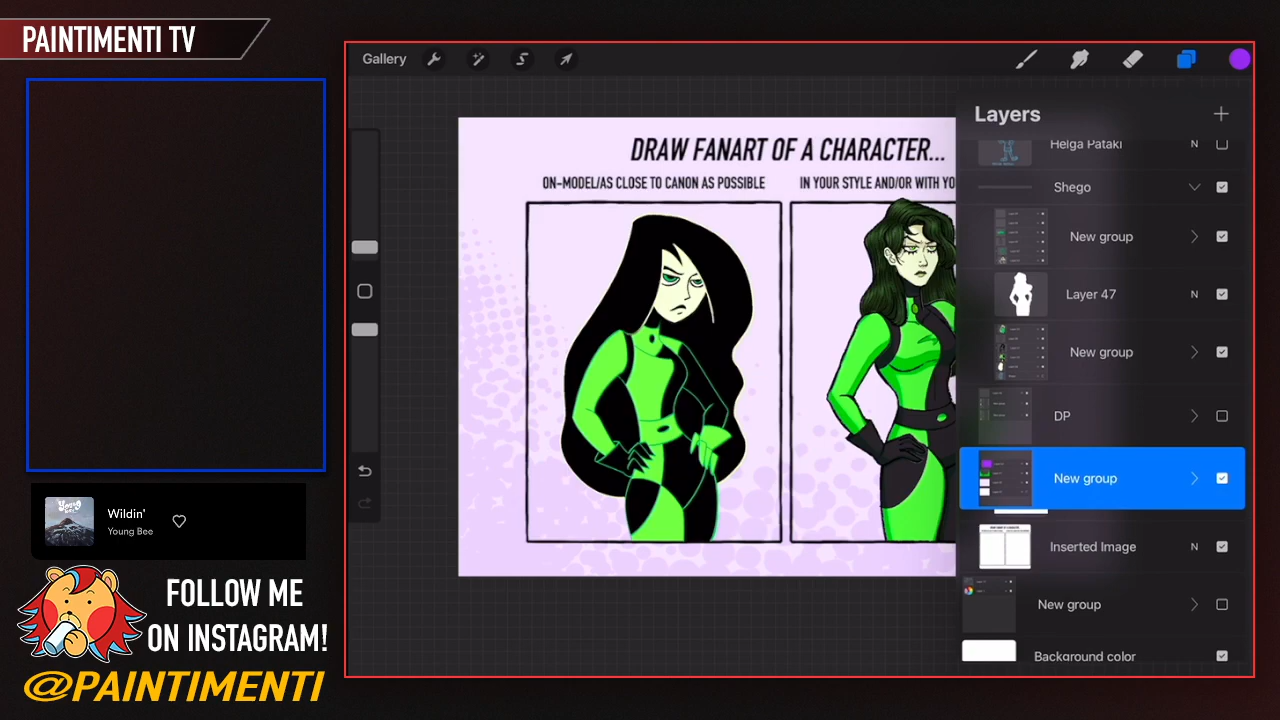 PAINTIMENTI TV
Gallery
DRAW FANART OF A CHARACTER...
ON-MODEL/AS CLOSE TO CANON AS POSSIBLE
IN YOUR STYLE AND/OR WITH YO
Layers
Helga Pataki
N
Shego
New group
Layer 47
N
New group
DP
New group
Inserted Image
N
New group
Background color
Wildin'
Young Bee
FOLLOW ME
ON INSTAGRAM!
@PAINTIMENTI